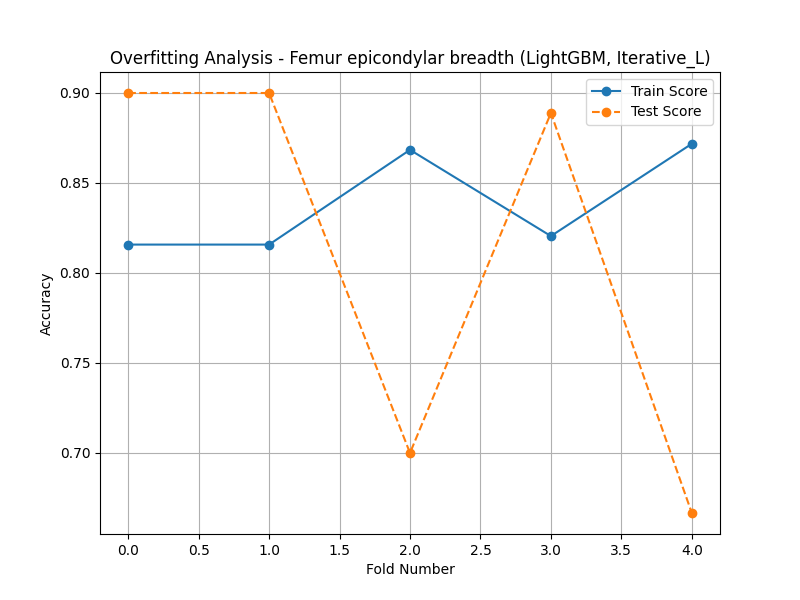 Overfitting Analysis - Femur epicondylar breadth (LightGBM, Iterative_L)
Train Score
Test Score
0.90
0.85
0.80
0.75
0.70
Accuracy
0.0 0.5 1.0 1.5 2.0 2.5 3.0 3.5 4.0
Fold Number